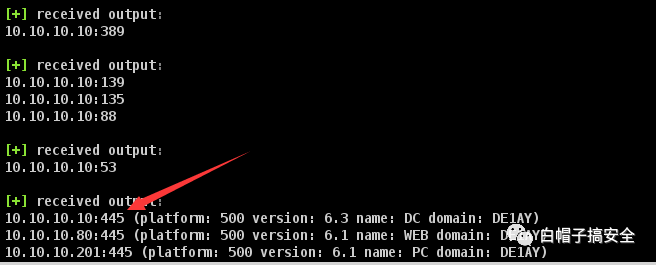 [+] received output:
10.10.10.10:389
[+] received output:
10.10.10.10:139
10.10.10.10:135
10.10.10.10:88
[+] received output:
10.10.10.10:53
[+] received output:
10.10.10.10:445 (platform: 500 version: 6.3 name: DC domain: DE1AY)
10.10.10.80:445 (platform: 500 version: 6.1 name: WEB domain: DE1AY)
10.10.10.201:445 (platform: 500 version: 6.1 name: PC domain: DE1AY)
白帽子搞安全